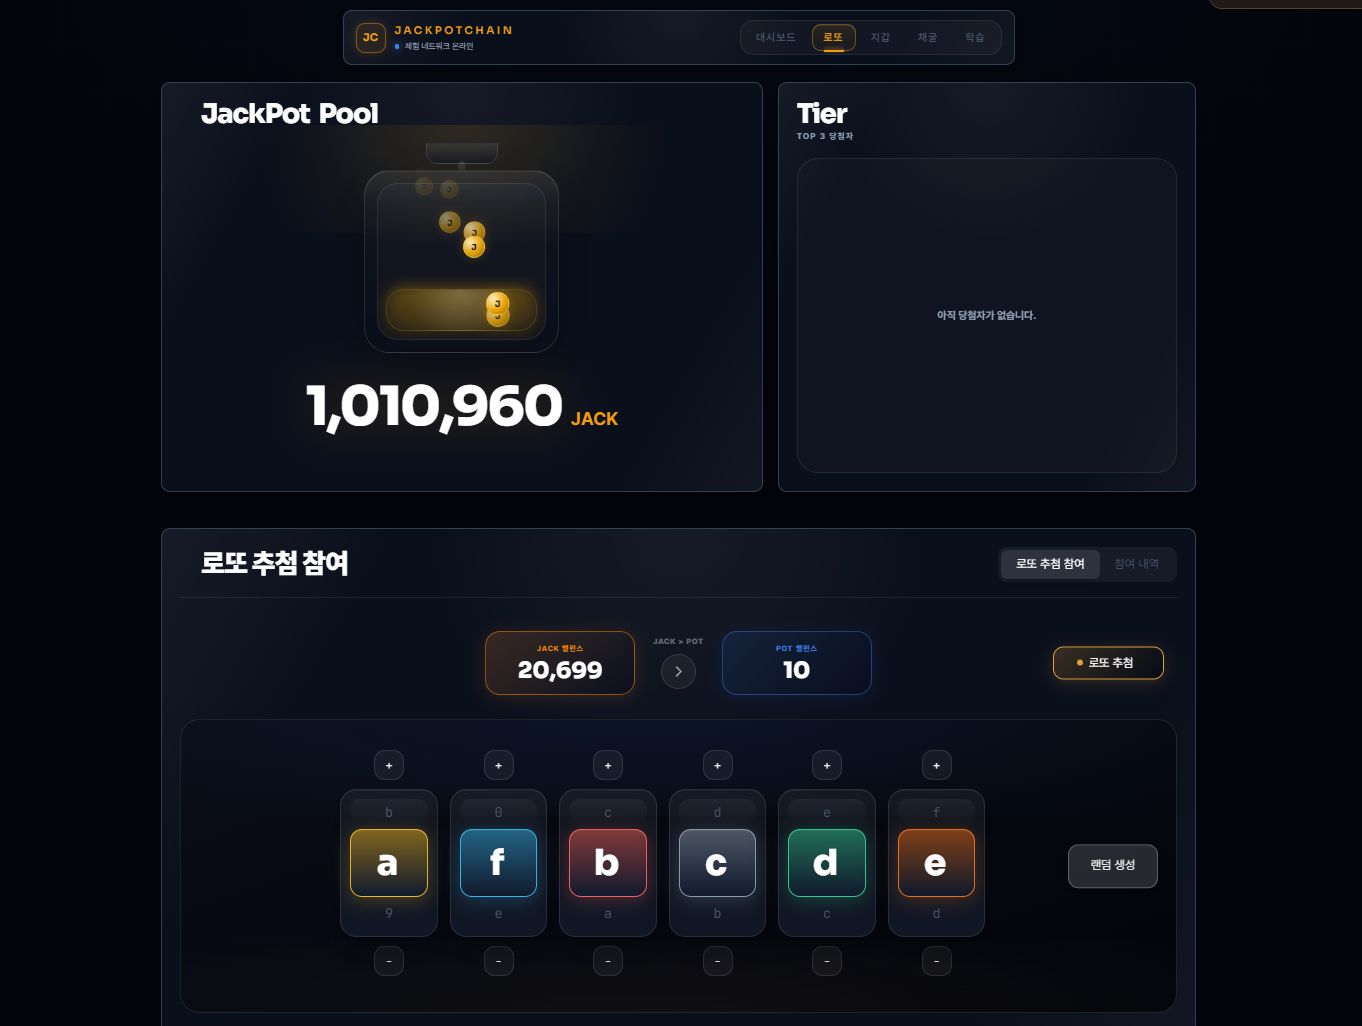 JC
JACKPOTCHAIN
체험 네트워크 온라인
대시보드
로또
지갑
채굴
학습
JackPot Pool
J
J
J
J
J
J
J
1,010,960 JACK
Tier
TOP 3 당첨자
아직 당첨자가 없습니다.
로또 추첨 참여
로또 추첨 참여
참여 내역
JACK 밸런스
20,699
JACK > POT
POT 밸런스
10
로또 추첨
+ + + + + +
b 0 c d e f
a f b c d e
9 e a b c d
- - - - - -
랜덤 생성